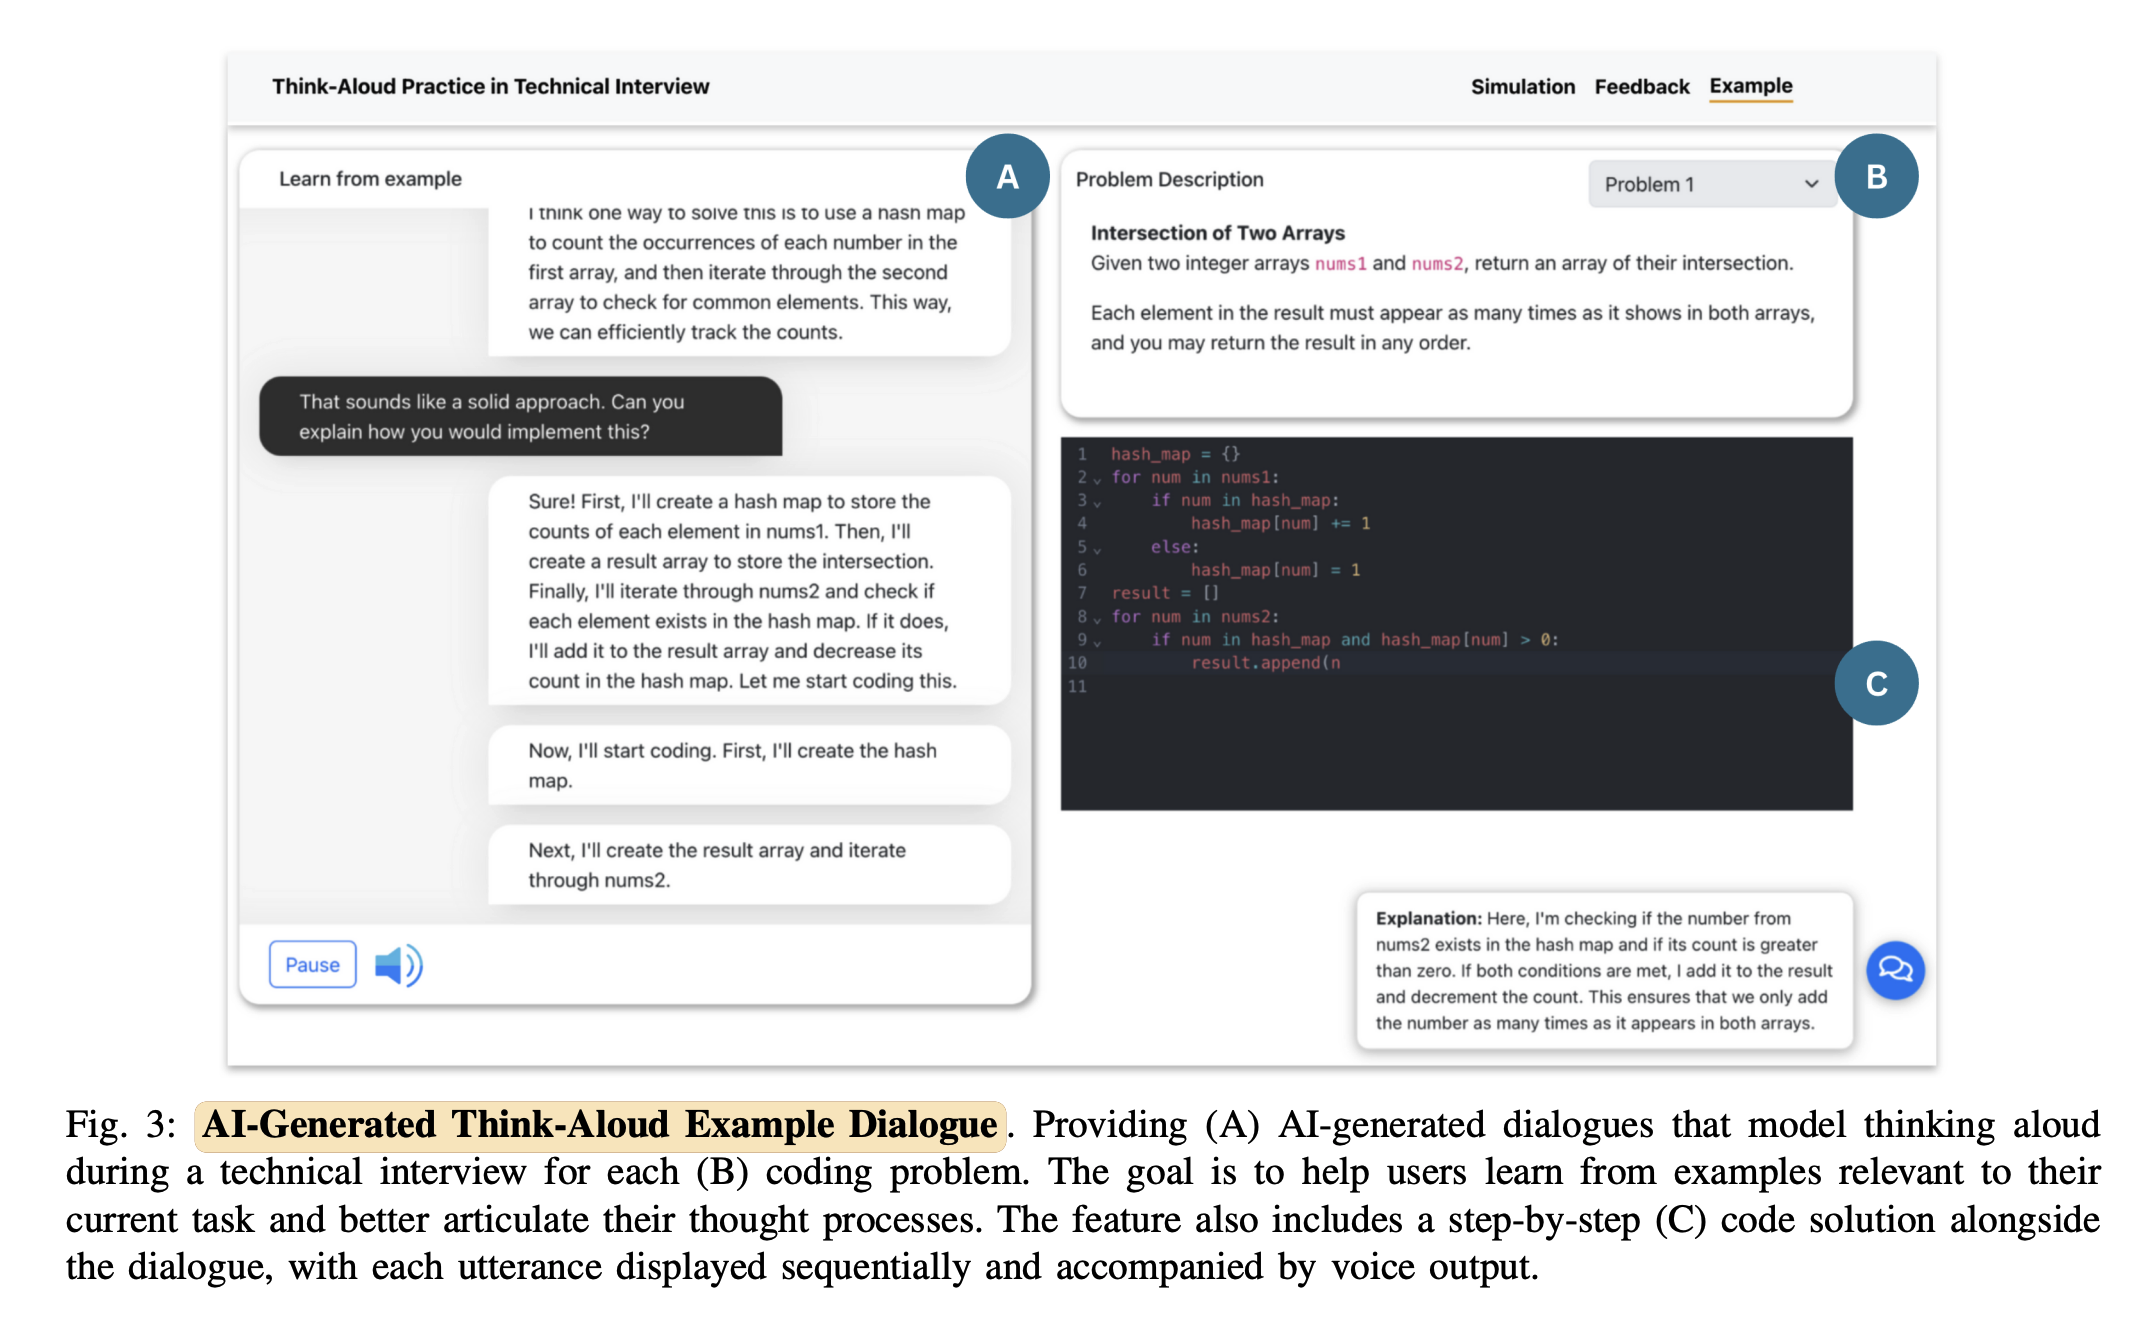 Think-Aloud Practice in Technical Interview
Simulation Feedback Example
Learn from example
A
I think one way to solve this is to use a hash map
to count the occurrences of each number in the
first array, and then iterate through the second
array to check for common elements. This way,
we can efficiently track the counts.
That sounds like a solid approach. Can you
explain how you would implement this?
Sure! First, I'll create a hash map to store the
counts of each element in nums1. Then, I'll
create a result array to store the intersection.
Finally, I'll iterate through nums2 and check if
each element exists in the hash map. If it does,
I'll add it to the result array and decrease its
count in the hash map. Let me start coding this.
Now, I'll start coding. First, I'll create the hash
map.
Next, I'll create the result array and iterate
through nums2.
Pause
Problem Description
Problem 1
B
Intersection of Two Arrays
Given two integer arrays nums1 and nums2, return an array of their intersection.
Each element in the result must appear as many times as it shows in both arrays,
and you may return the result in any order.
1 hash_map = {}
2 for num in nums1:
3 if num in hash_map:
4 hash_map[num] += 1
5 else:
6 hash_map[num] = 1
7 result = []
8 for num in nums2:
9 if num in hash_map and hash_map[num] > 0:
10 result.append(n
11
C
Explanation: Here, I'm checking if the number from
nums2 exists in the hash map and if its count is greater
than zero. If both conditions are met, I add it to the result
and decrement the count. This ensures that we only add
the number as many times as it appears in both arrays.
Fig. 3: AI-Generated Think-Aloud Example Dialogue. Providing (A) AI-generated dialogues that model thinking aloud
during a technical interview for each (B) coding problem. The goal is to help users learn from examples relevant to their
current task and better articulate their thought processes. The feature also includes a step-by-step (C) code solution alongside
the dialogue, with each utterance displayed sequentially and accompanied by voice output.